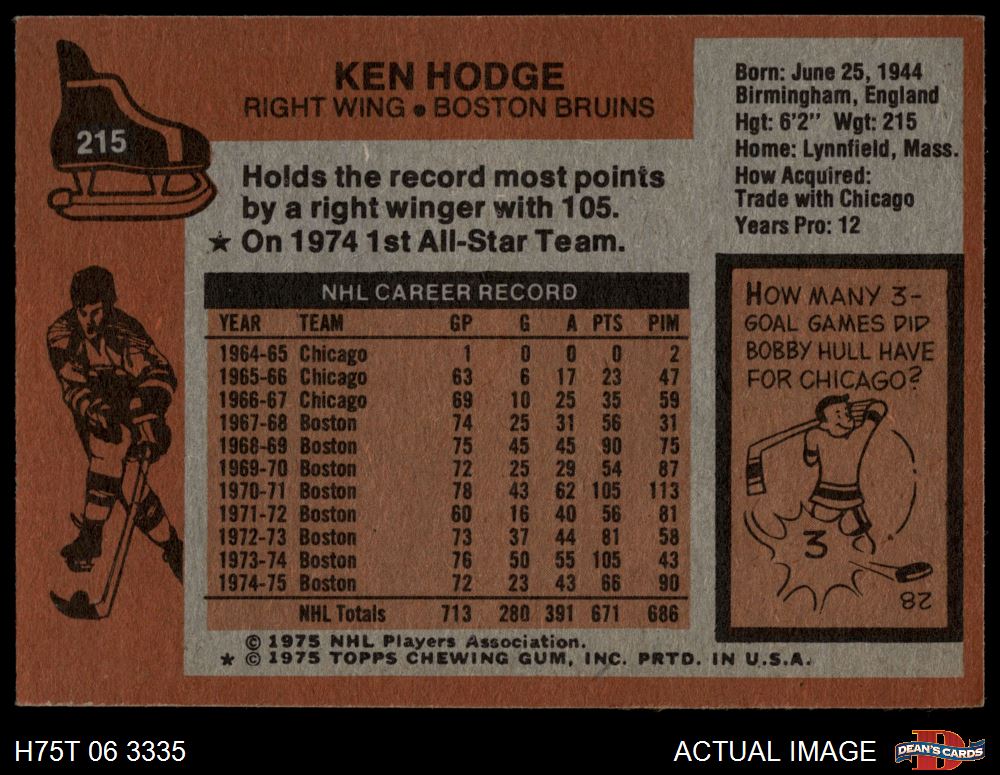 215
KEN HODGE
RIGHT WING • BOSTON BRUINS
Born: June 25, 1944
Birmingham, England
Hgt: 6'2" Wgt: 215
Home: Lynnfield, Mass.
How Acquired:
Trade with Chicago
Years Pro: 12
Holds the record most points
by a right winger with 105.
★ On 1974 1st All-Star Team.
NHL CAREER RECORD
YEAR TEAM GP G A PTS PIM
1964-65 Chicago 1 0 0 0 2
1965-66 Chicago 63 6 17 23 47
1966-67 Chicago 69 10 25 35 59
1967-68 Boston 74 25 31 56 31
1968-69 Boston 75 45 45 90 75
1969-70 Boston 72 25 29 54 87
1970-71 Boston 78 43 62 105 113
1971-72 Boston 60 16 40 56 81
1972-73 Boston 73 37 44 81 58
1973-74 Boston 76 50 55 105 43
1974-75 Boston 72 23 43 66 90
NHL Totals 713 280 391 671 686
© 1975 NHL Players Association.
★ © 1975 TOPPS CHEWING GUM, INC. PRTD. IN U.S.A.
HOW MANY 3-
GOAL GAMES DID
BOBBY HULL HAVE
FOR CHICAGO?
3
28
H75T 06 3335
ACTUAL IMAGE
D
DEAN'S CARDS